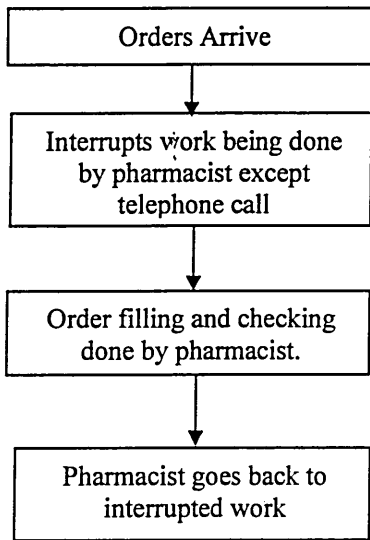 Orders Arrive
Interrupts work being done
by pharmacist except
telephone call
Order filling and checking
done by pharmacist.
Pharmacist goes back to
interrupted work